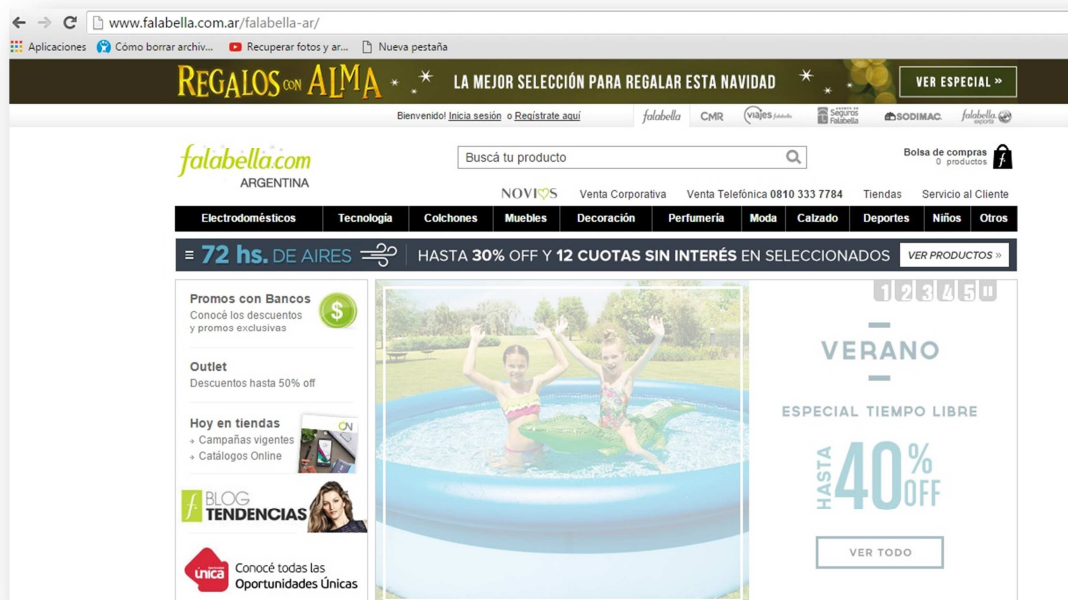 www.falabella.com.ar/falabella-ar/
Aplicaciones Cómo borrar archiv... Recuperar fotos y ar... Nueva pestaña
REGALOS CON ALMA LA MEJOR SELECCIÓN PARA REGALAR ESTA NAVIDAD VER ESPECIAL »
Bienvenido! Inicia sesión o Regístrate aquí falabella CMR viajes falabella Seguros Falabella SODIMAC falabella
falabella.com
ARGENTINA
Buscá tu producto
Bolsa de compras
0 productos
NOVIOS Venta Corporativa Venta Telefónica 0810 333 7784 Tiendas Servicio al Cliente
Electrodomésticos Tecnología Colchones Muebles Decoración Perfumería Moda Calzado Deportes Niños Otros
72 hs. DE AIRES HASTA 30% OFF Y 12 CUOTAS SIN INTERÉS EN SELECCIONADOS VER PRODUCTOS »
Promos con Bancos
Conocé los descuentos
y promos exclusivas
$
Outlet
Descuentos hasta 50% off
Hoy en tiendas
+ Campañas vigentes
+ Catálogos Online
ON
f BLOG
TENDENCIAS
única
Conocé todas las
Oportunidades Únicas
1 2 3 4 5
VERANO
ESPECIAL TIEMPO LIBRE
HASTA 40% OFF
VER TODO